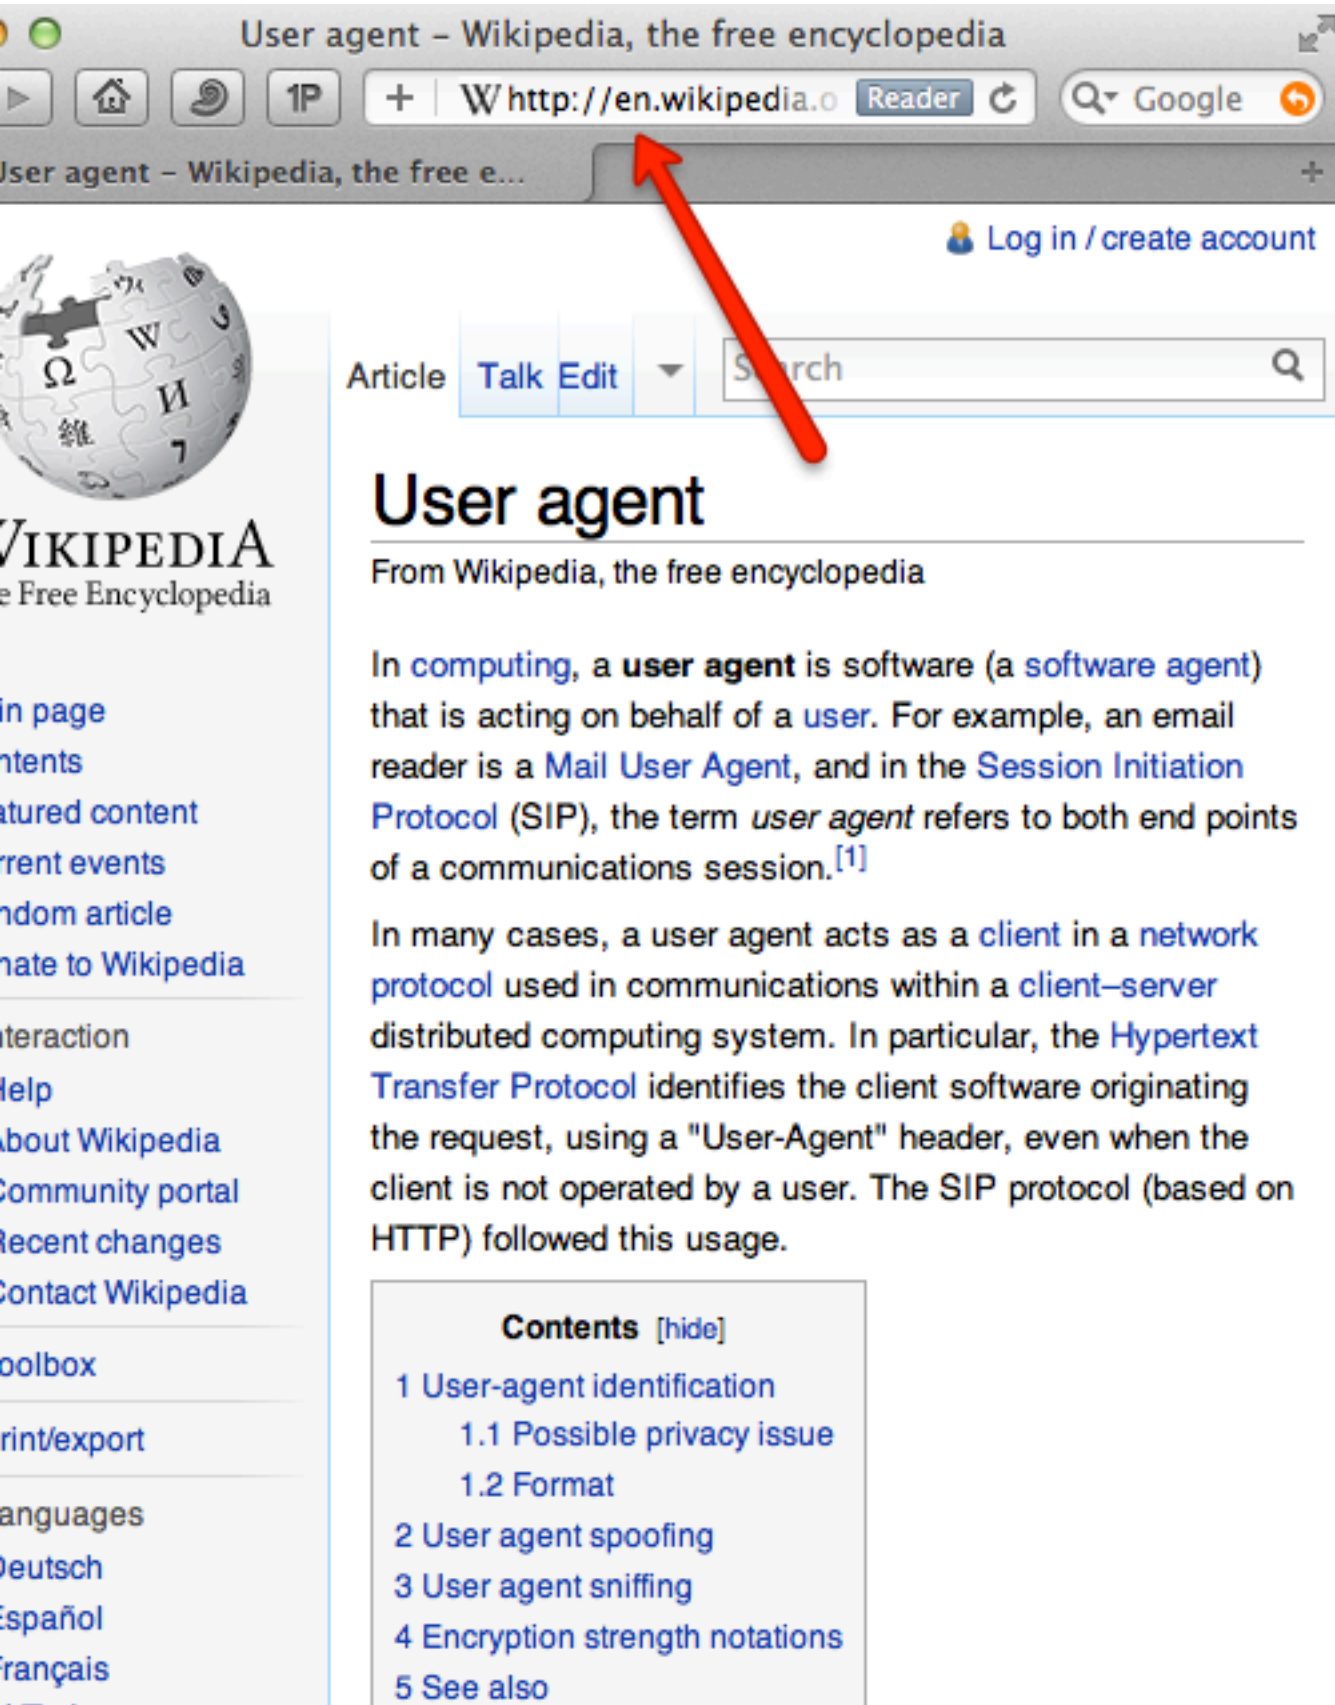 User agent – Wikipedia, the free encyclopedia
1P
+
W http://en.wikipedia.o
Reader
Google
User agent – Wikipedia, the free e...
+
Log in / create account
Ω W И 維 7
Article Talk Edit
Search
WIKIPEDIA
e Free Encyclopedia
User agent
From Wikipedia, the free encyclopedia
In computing, a user agent is software (a software agent)
that is acting on behalf of a user. For example, an email
reader is a Mail User Agent, and in the Session Initiation
Protocol (SIP), the term user agent refers to both end points
of a communications session.[1]
In many cases, a user agent acts as a client in a network
protocol used in communications within a client–server
distributed computing system. In particular, the Hypertext
Transfer Protocol identifies the client software originating
the request, using a "User-Agent" header, even when the
client is not operated by a user. The SIP protocol (based on
HTTP) followed this usage.
Contents [hide]
1 User-agent identification
1.1 Possible privacy issue
1.2 Format
2 User agent spoofing
3 User agent sniffing
4 Encryption strength notations
5 See also
in page
ntents
atured content
rrent events
ndom article
nate to Wikipedia
nteraction
Help
About Wikipedia
Community portal
Recent changes
Contact Wikipedia
oolbox
rint/export
anguages
Deutsch
Español
Français